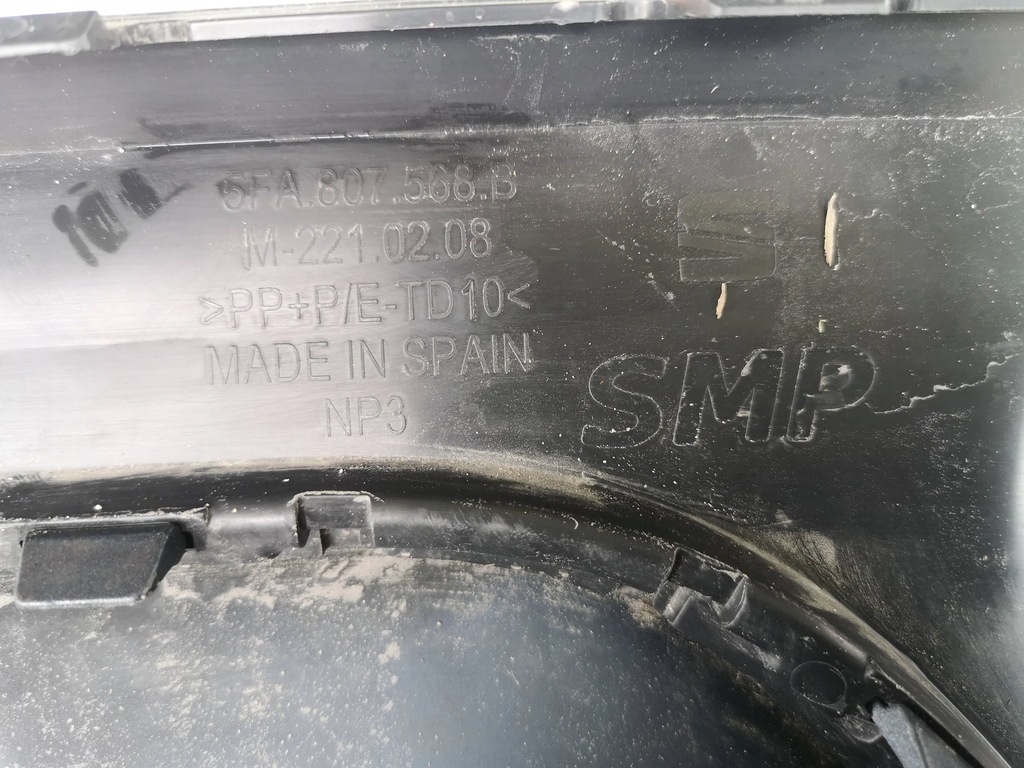 5FA.807.568.B
M-221.02.08
>PP+P/E-TD10<
MADE IN SPAIN
NP3
SMP